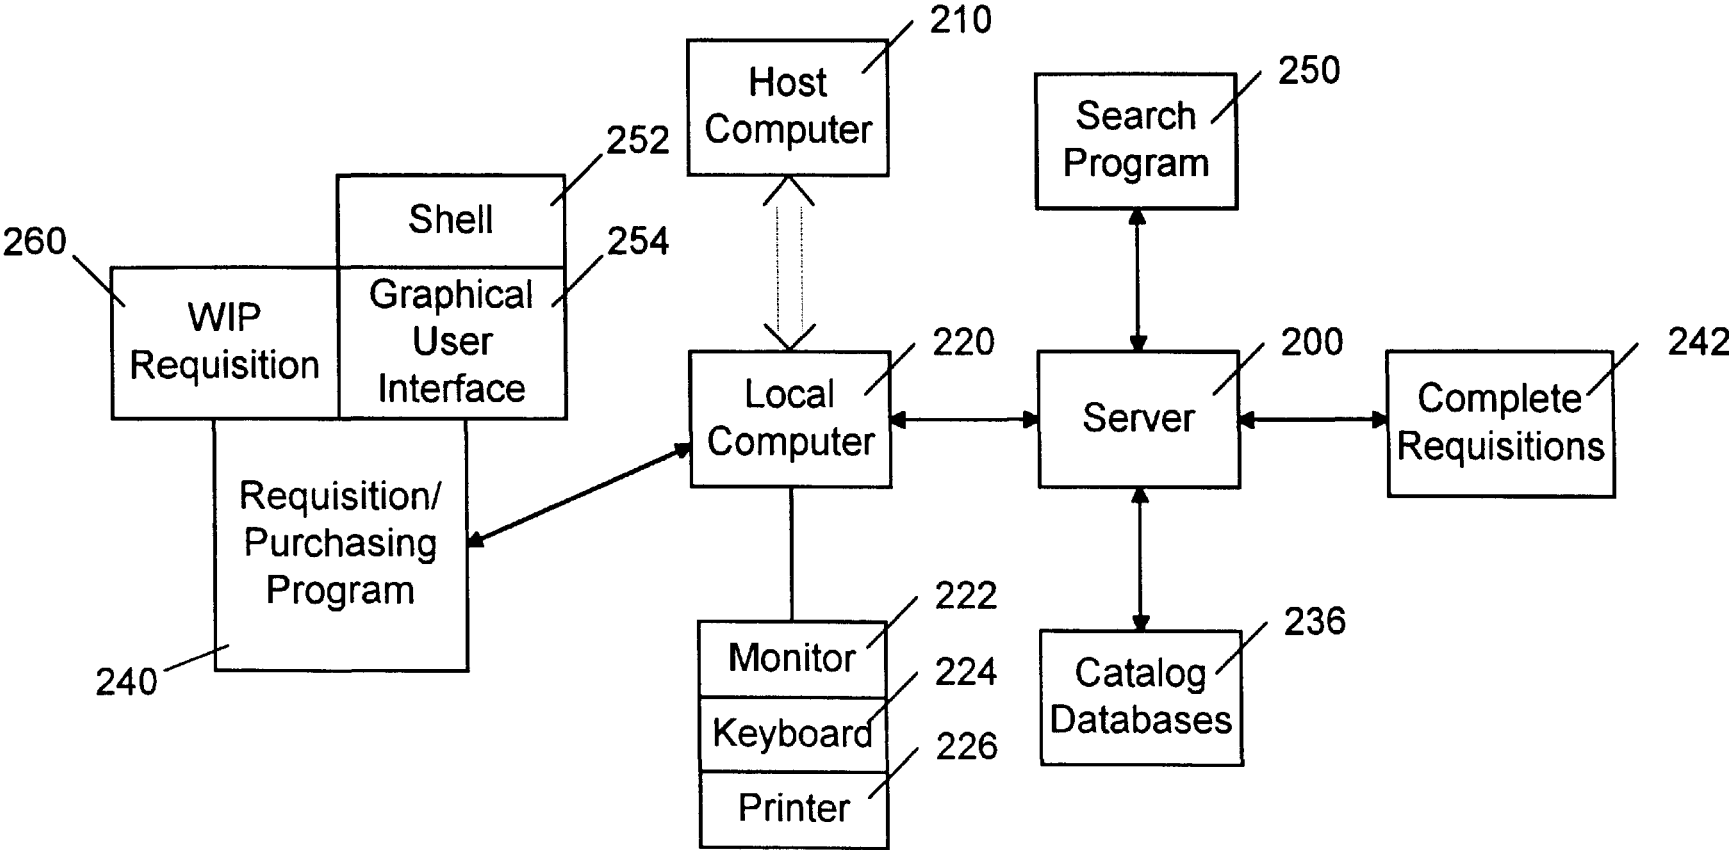 210
Host
Computer
250
Search
Program
252
Shell
260
WIP
Requisition
254
Graphical
User
Interface
220
Local
Computer
200
Server
242
Complete
Requisitions
Requisition/
Purchasing
Program
240
222
Monitor
224
Keyboard
226
Printer
236
Catalog
Databases